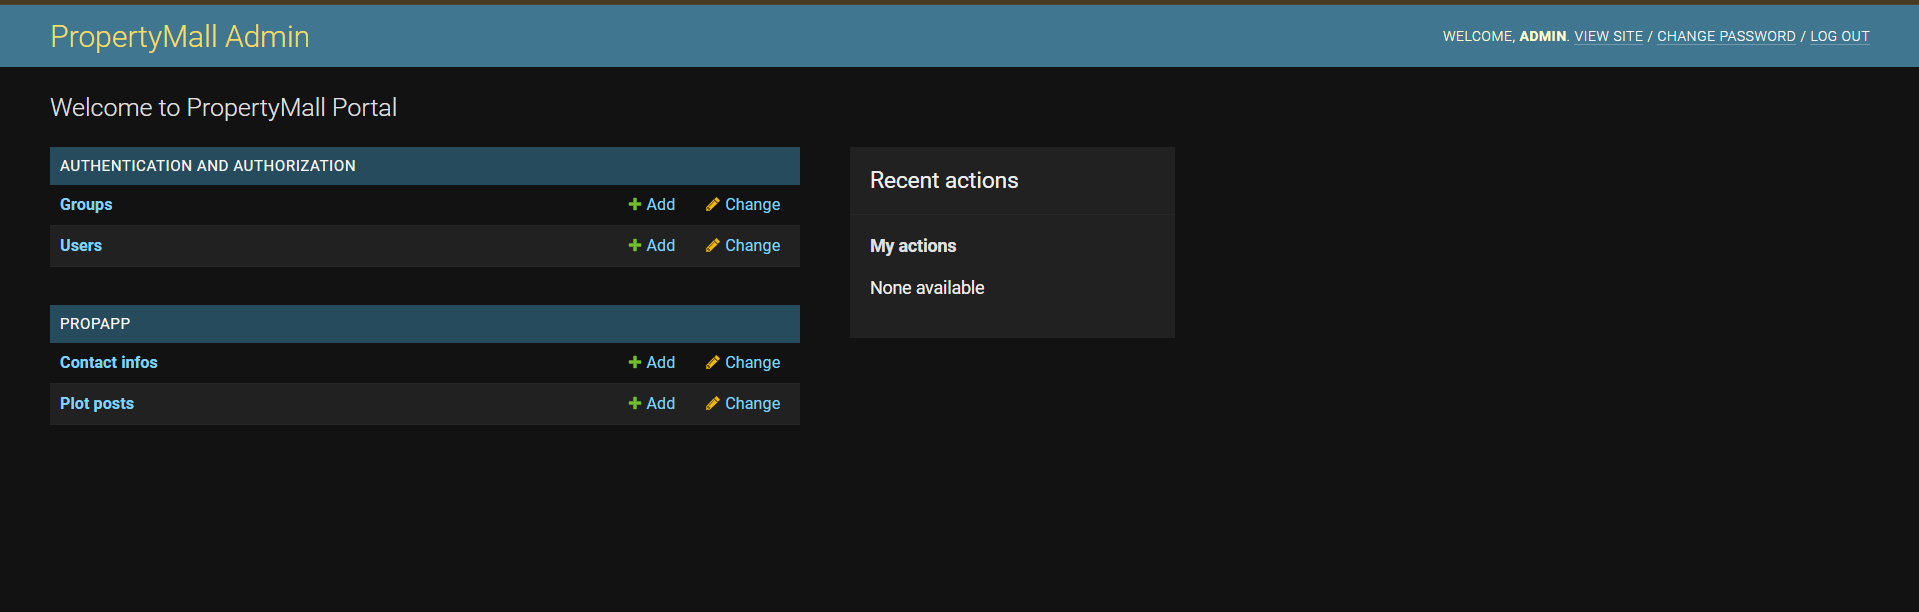 PropertyMall Admin
WELCOME, ADMIN. VIEW SITE / CHANGE PASSWORD / LOG OUT
Welcome to PropertyMall Portal
AUTHENTICATION AND AUTHORIZATION
Groups Add Change
Users Add Change
PROPAPP
Contact infos Add Change
Plot posts Add Change
Recent actions
My actions
None available